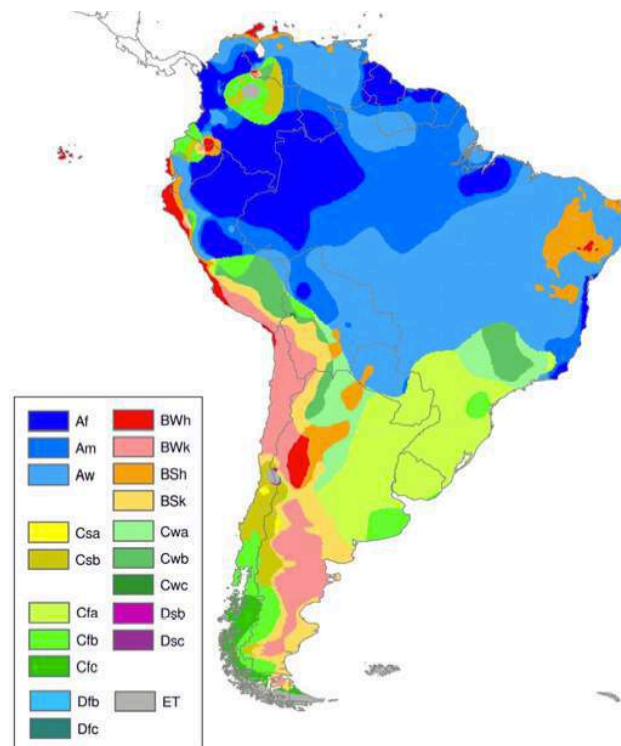 Af
Am
Aw
Csa
Csb
Cfa
Cfb
Cfc
Dfb
Dfc
BWh
BWk
BSh
BSk
Cwa
Cwb
Cwc
Dsb
Dsc
ET